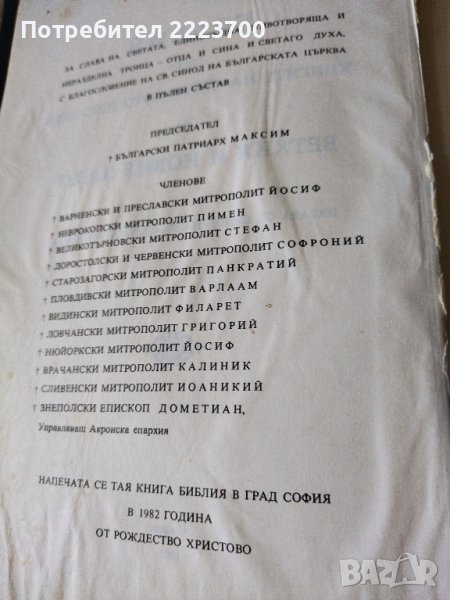 Потребител 2223700
ЗА СЛАВА НА СВЕТАТА, ЕДИНОСЪЩНА, ЖИВОТВОРЯЩА И
НЕРАЗДЕЛНА ТРОИЦА – ОТЦА И СИНА И СВЕТАГО ДУХА,
С БЛАГОСЛОВЕНИЕ НА СВ. СИНОД НА БЪЛГАРСКАТА ЦЪРКВА
В ПЪЛЕН СЪСТАВ
ПРЕДСЕДАТЕЛ
† БЪЛГАРСКИ ПАТРИАРХ МАКСИМ
ЧЛЕНОВЕ
† ВАРНЕНСКИ И ПРЕСЛАВСКИ МИТРОПОЛИТ ЙОСИФ
† НЕВРОКОПСКИ МИТРОПОЛИТ ПИМЕН
† ВЕЛИКОТЪРНОВСКИ МИТРОПОЛИТ СТЕФАН
† ДОРОСТОЛСКИ И ЧЕРВЕНСКИ МИТРОПОЛИТ СОФРОНИЙ
† СТАРОЗАГОРСКИ МИТРОПОЛИТ ПАНКРАТИЙ
† ПЛОВДИВСКИ МИТРОПОЛИТ ВАРЛААМ
† ВИДИНСКИ МИТРОПОЛИТ ФИЛАРЕТ
† ЛОВЧАНСКИ МИТРОПОЛИТ ГРИГОРИЙ
† НЮЙОРКСКИ МИТРОПОЛИТ ЙОСИФ
† ВРАЧАНСКИ МИТРОПОЛИТ КАЛИНИК
† СЛИВЕНСКИ МИТРОПОЛИТ ИОАНИКИЙ
† ЗНЕПОЛСКИ ЕПИСКОП ДОМЕТИАН,
Управляващ Акронска епархия
НАПЕЧАТА СЕ ТАЯ КНИГА БИБЛИЯ В ГРАД СОФИЯ
В 1982 ГОДИНА
ОТ РОЖДЕСТВО ХРИСТОВО
BAZAR